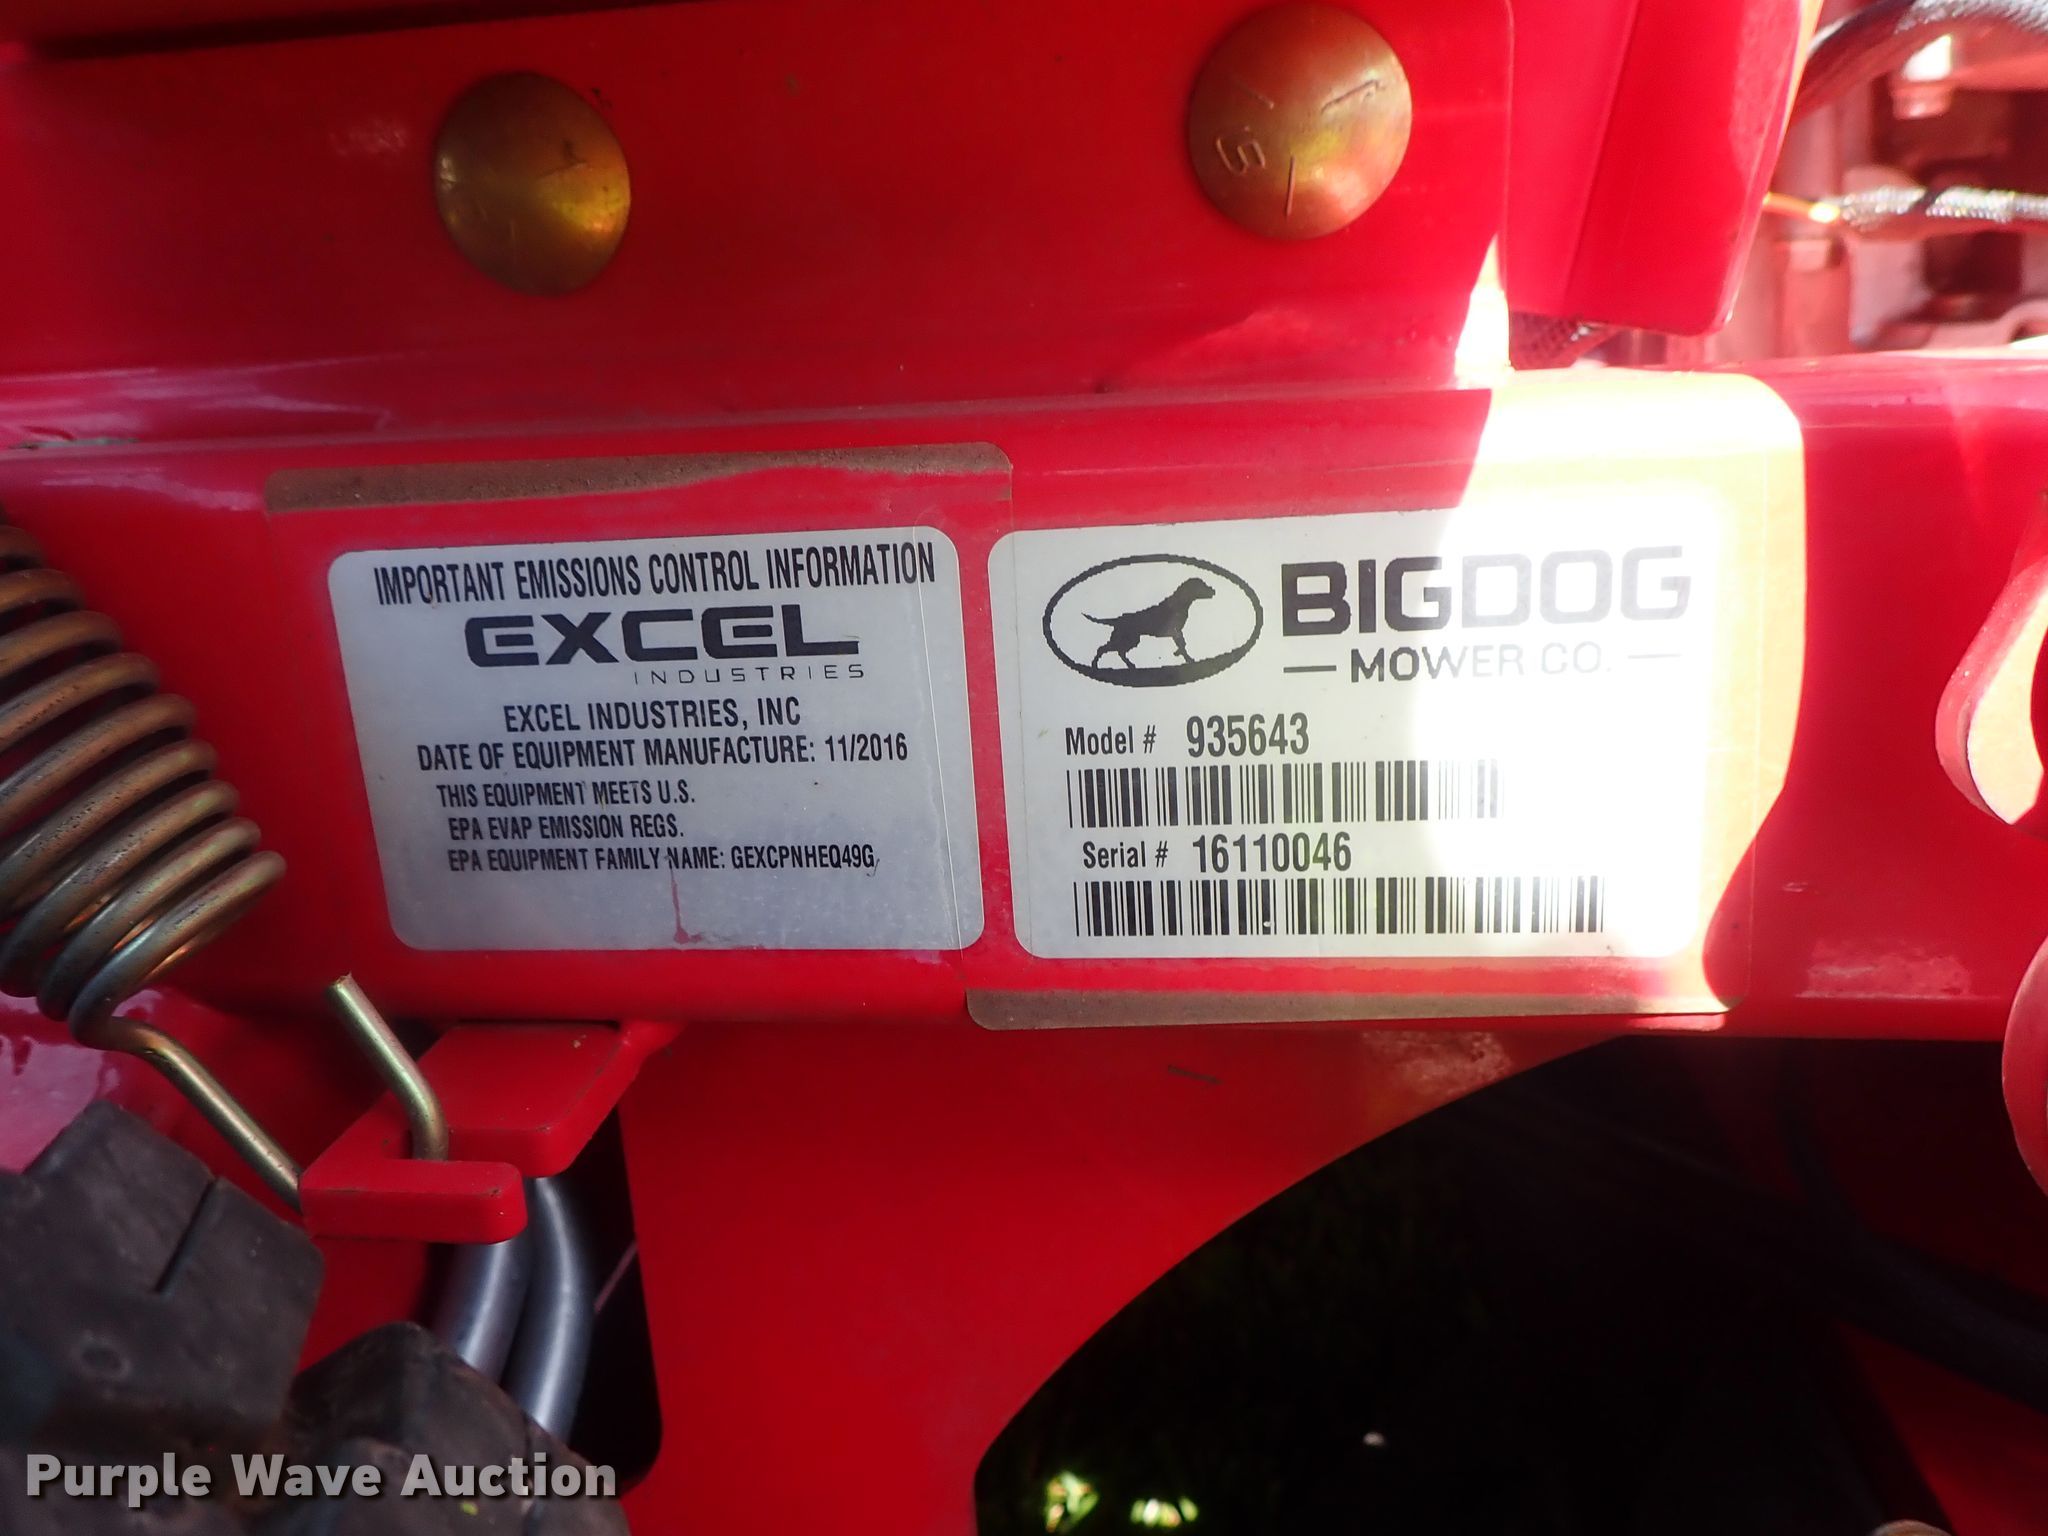 IMPORTANT EMISSIONS CONTROL INFORMATION
EXCEL
INDUSTRIES
EXCEL INDUSTRIES, INC
DATE OF EQUIPMENT MANUFACTURE: 11/2016
THIS EQUIPMENT MEETS U.S.
EPA EVAP EMISSION REGS.
EPA EQUIPMENT FAMILY NAME: GEXCPNHEQ49G
BIGDOG
MOWER CO.
Model # 935643
Serial # 16110046
Purple Wave Auction